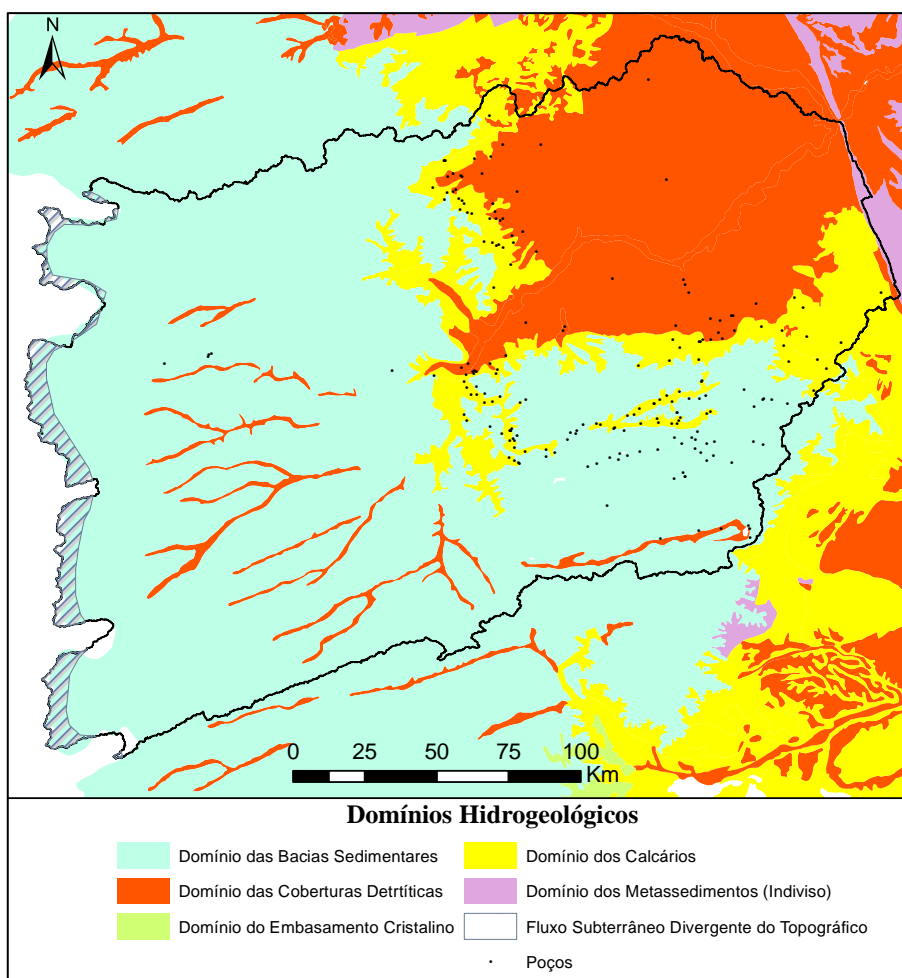 N
0 25 50 75 100
Km
Domínios Hidrogeológicos
Domínio das Bacias Sedimentares
Domínio dos Calcários
Domínio das Coberturas Detrtíticas
Domínio dos Metassedimentos (Indiviso)
Domínio do Embasamento Cristalino
Fluxo Subterrâneo Divergente do Topográfico
Poços